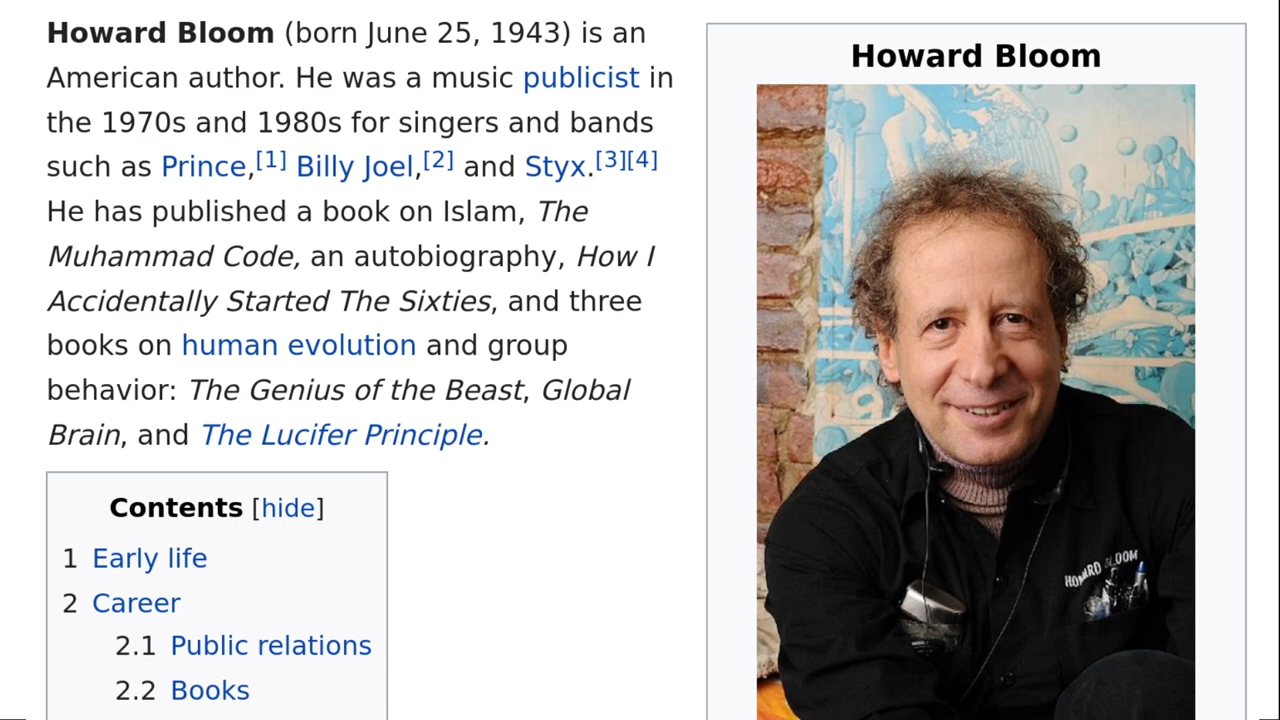 Howard Bloom (born June 25, 1943) is an
American author. He was a music publicist in
the 1970s and 1980s for singers and bands
such as Prince,[1] Billy Joel,[2] and Styx.[3][4]
He has published a book on Islam, The
Muhammad Code, an autobiography, How I
Accidentally Started The Sixties, and three
books on human evolution and group
behavior: The Genius of the Beast, Global
Brain, and The Lucifer Principle.
Contents [hide]
1 Early life
2 Career
2.1 Public relations
2.2 Books
Howard Bloom
HOWARD BLOOM